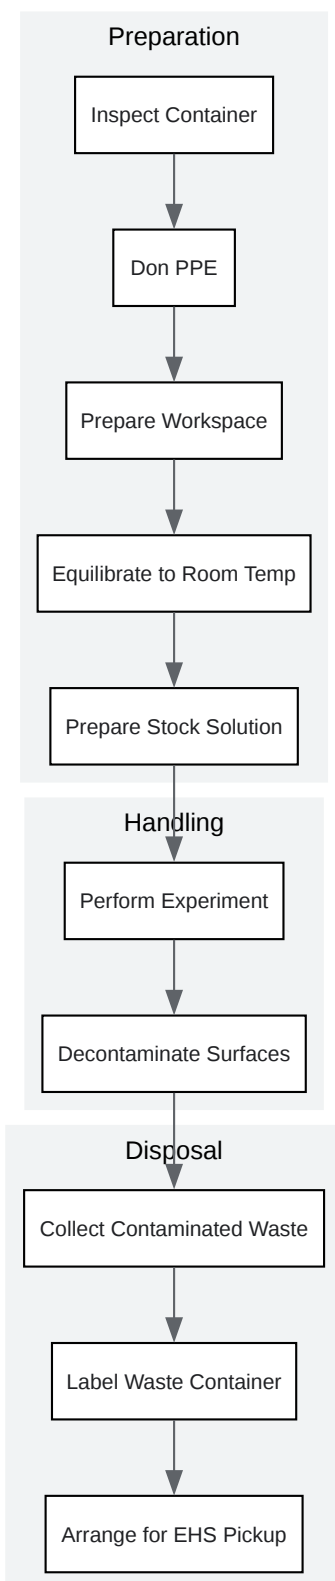 Preparation
Inspect Container
Don PPE
Prepare Workspace
Equilibrate to Room Temp
Prepare Stock Solution
Handling
Perform Experiment
Decontaminate Surfaces
Disposal
Collect Contaminated Waste
Label Waste Container
Arrange for EHS Pickup